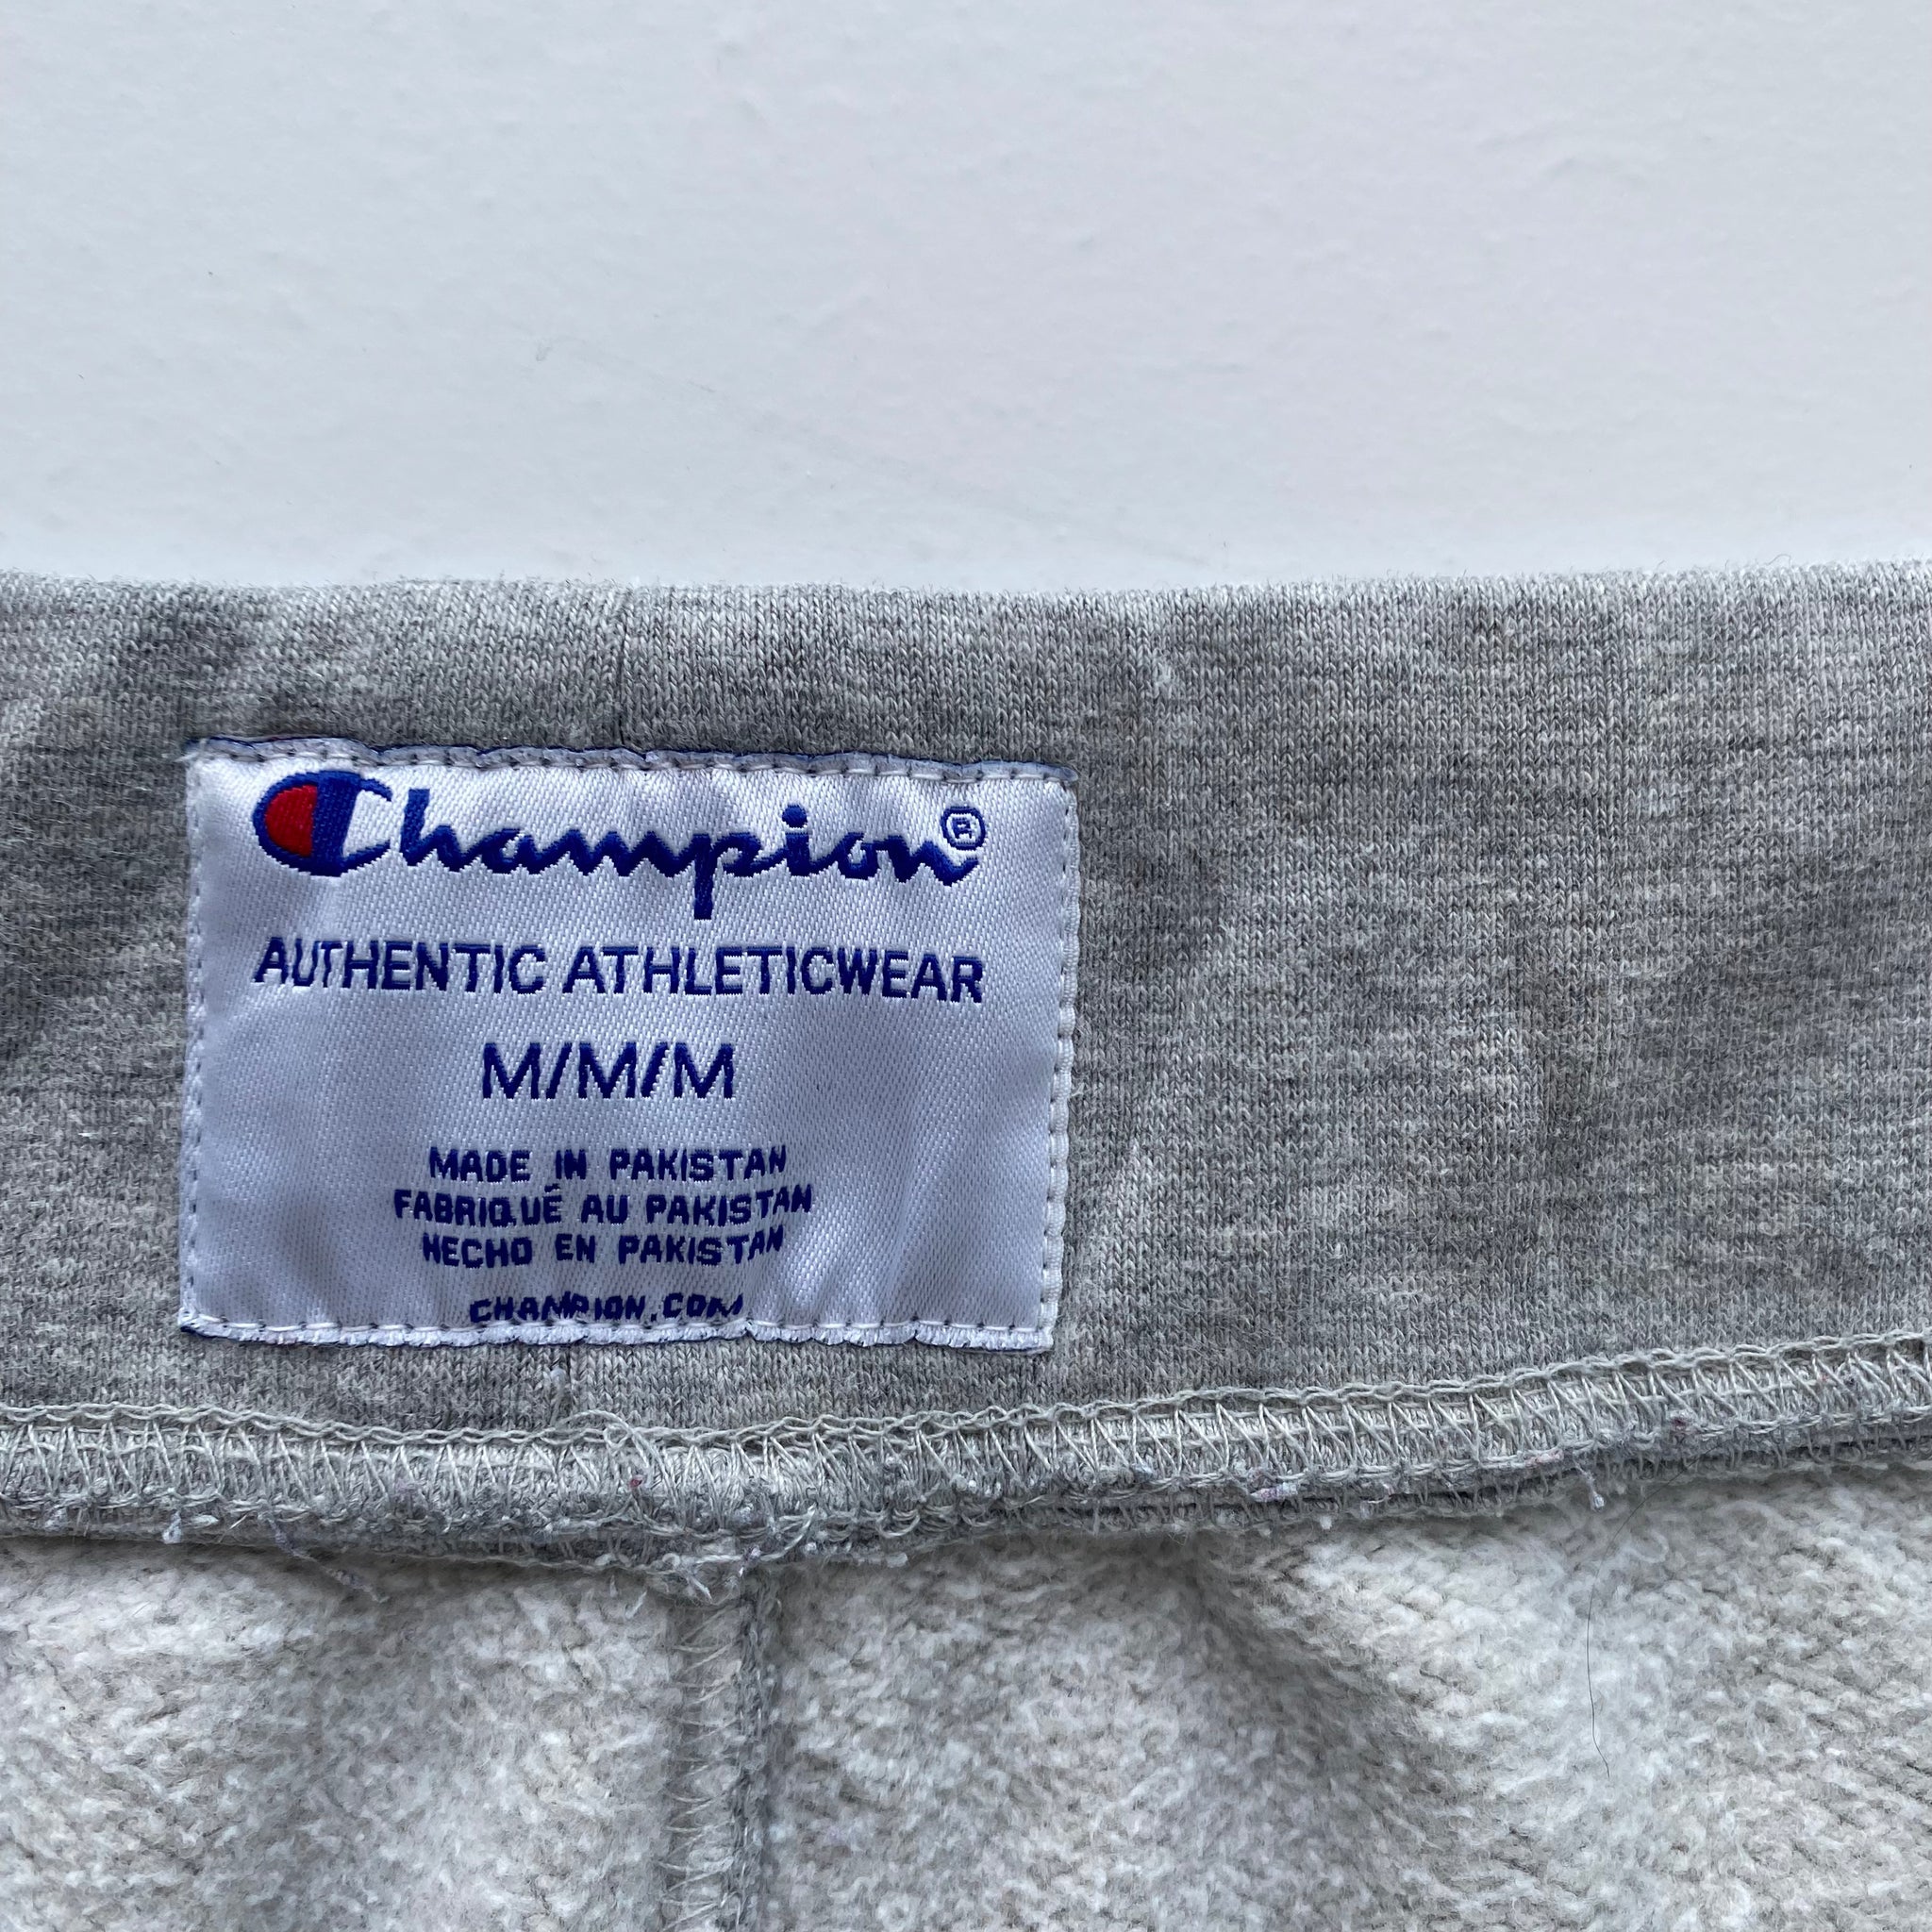 Champion®
AUTHENTIC ATHLETICWEAR
M/M/M
MADE IN PAKISTAN
FABRIQUÉ AU PAKISTAN
HECHO EN PAKISTAN
CHAMPION.COM